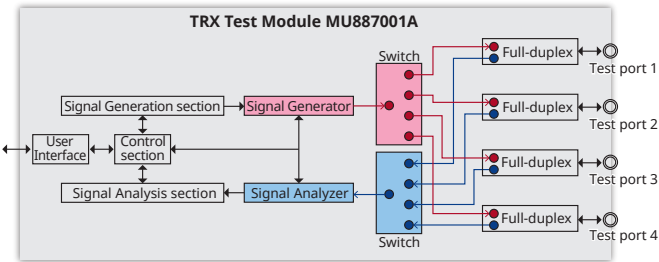 TRX Test Module MU887001A
Switch
Full-duplex
Test port 1
Signal Generation section
Signal Generator
Full-duplex
Test port 2
User
Interface
Control
section
Full-duplex
Test port 3
Signal Analysis section
Signal Analyzer
Full-duplex
Test port 4
Switch